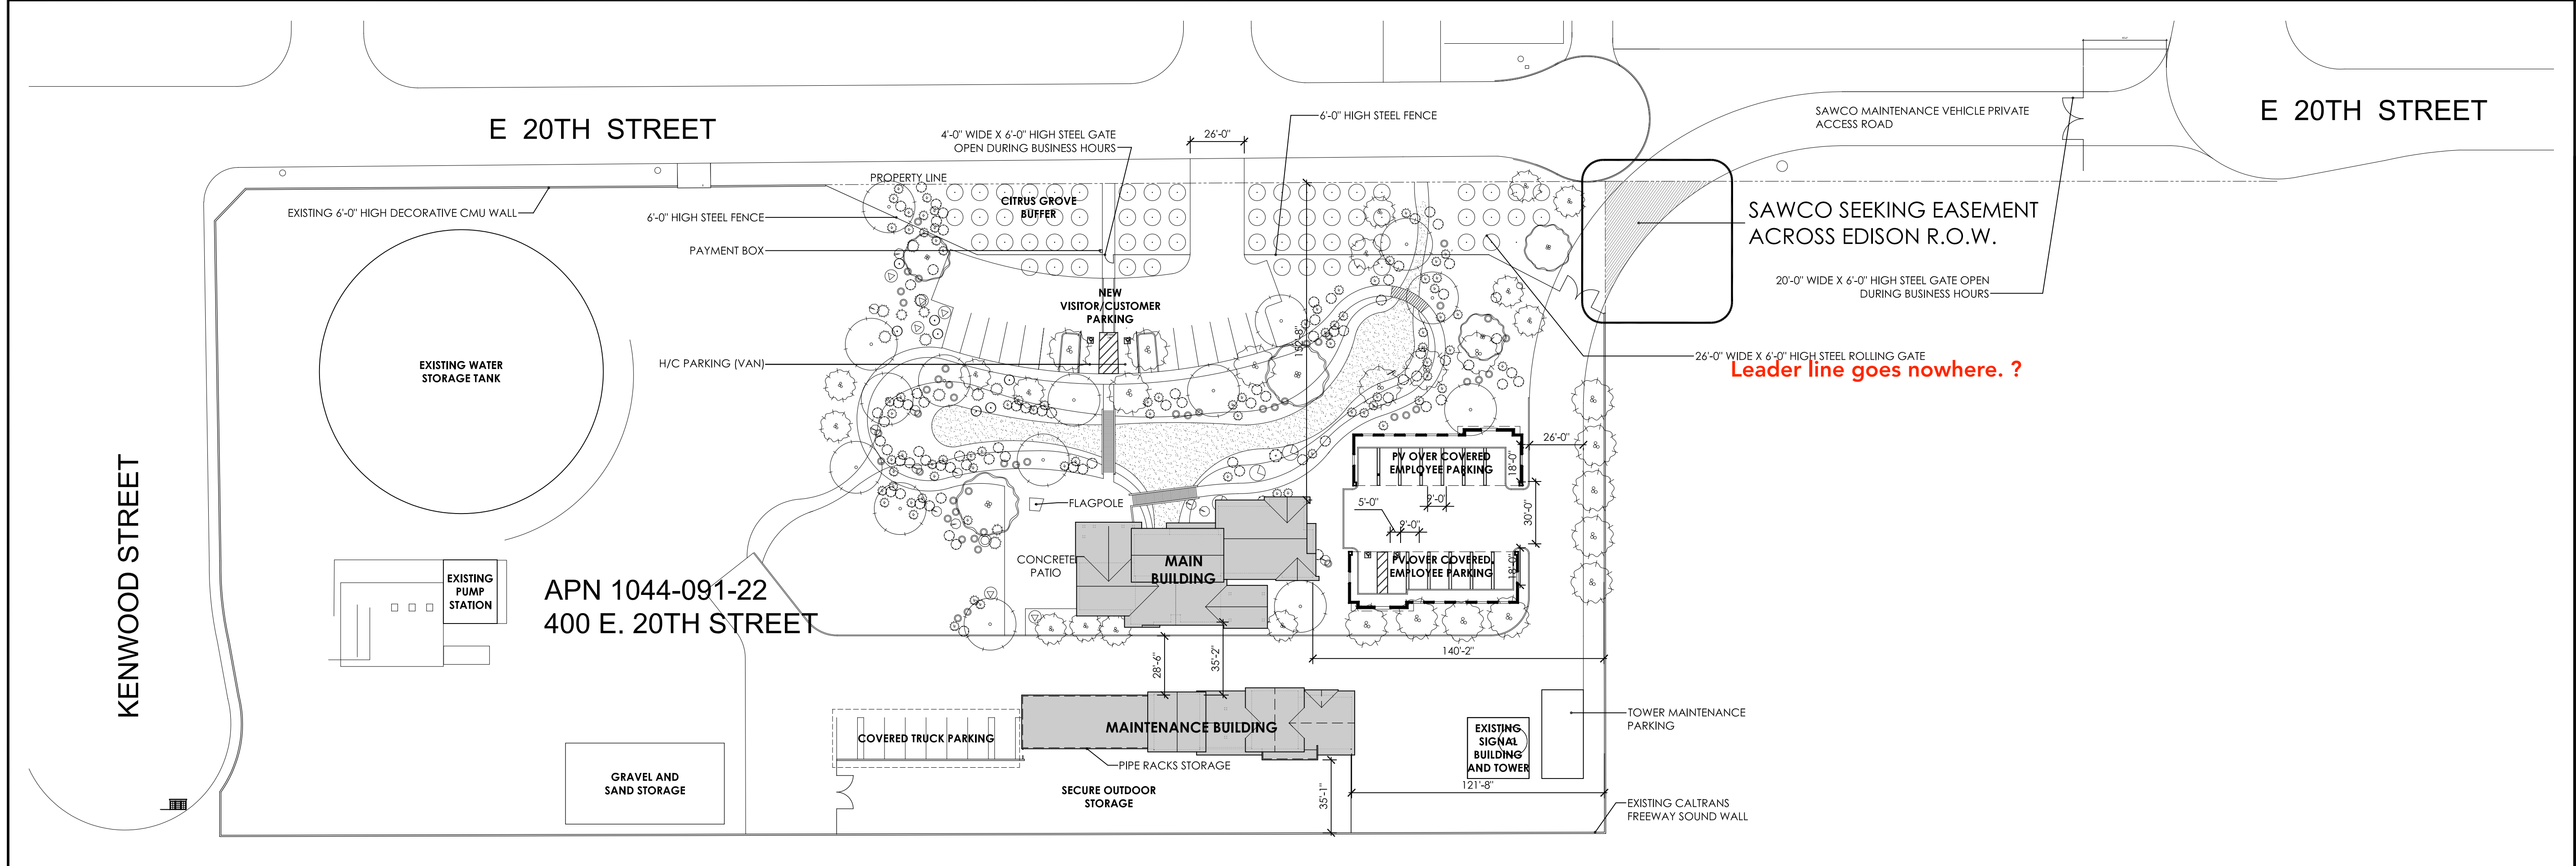 E 20TH STREET
E 20TH STREET
KENWOOD STREET
4'-0" WIDE X 6'-0" HIGH STEEL GATE
OPEN DURING BUSINESS HOURS
26'-0"
6'-0" HIGH STEEL FENCE
SAWCO MAINTENANCE VEHICLE PRIVATE
ACCESS ROAD
PROPERTY LINE
EXISTING 6'-0" HIGH DECORATIVE CMU WALL
6'-0" HIGH STEEL FENCE
CITRUS GROVE
BUFFER
PAYMENT BOX
SAWCO SEEKING EASEMENT
ACROSS EDISON R.O.W.
20'-0" WIDE X 6'-0" HIGH STEEL GATE OPEN
DURING BUSINESS HOURS
NEW
VISITOR/CUSTOMER
PARKING
152'-8"
H/C PARKING (VAN)
26'-0" WIDE X 6'-0" HIGH STEEL ROLLING GATE
Leader line goes nowhere. ?
EXISTING WATER
STORAGE TANK
26'-0"
PV OVER COVERED
EMPLOYEE PARKING
18'-0"
9'-0"
5'-0"
9'-0"
30'-0"
FLAGPOLE
CONCRETE
PATIO
MAIN
BUILDING
PV OVER COVERED
EMPLOYEE PARKING
18'-0"
EXISTING
PUMP
STATION
APN 1044-091-22
400 E. 20TH STREET
28'-6"
35'-2"
140'-2"
TOWER MAINTENANCE
PARKING
MAINTENANCE BUILDING
COVERED TRUCK PARKING
EXISTING
SIGNAL
BUILDING
AND TOWER
PIPE RACKS STORAGE
GRAVEL AND
SAND STORAGE
SECURE OUTDOOR
STORAGE
35'-1"
121'-8"
EXISTING CALTRANS
FREEWAY SOUND WALL